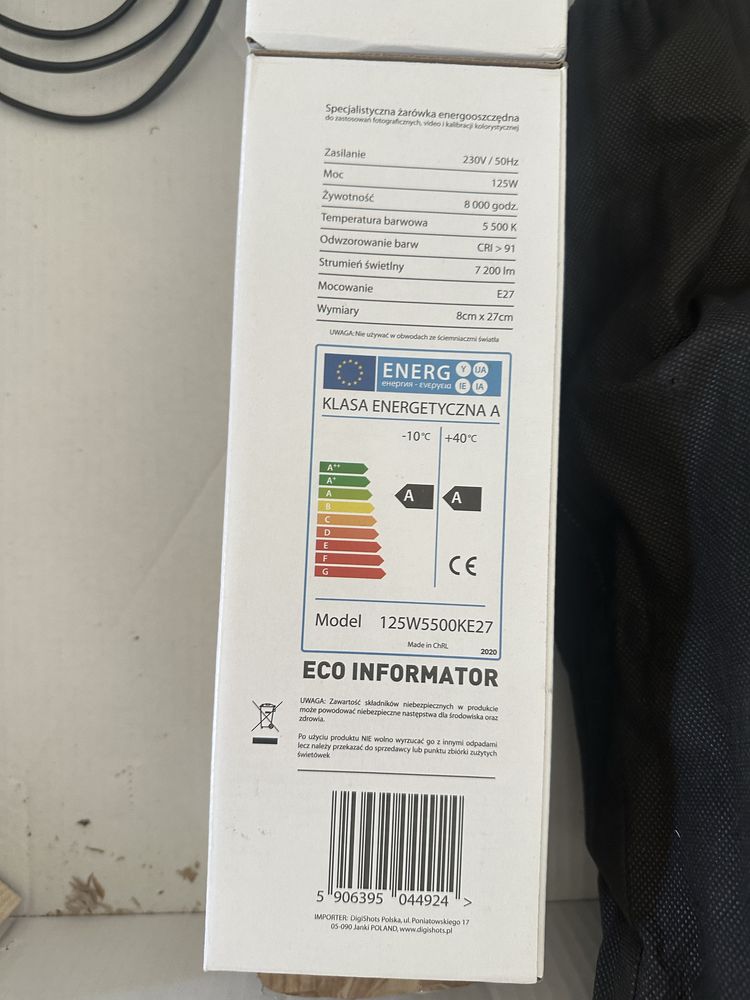 Specjalistyczna żarówka energooszczędna
do zastosowań fotograficznych, video i kalibracji kolorystycznej
Zasilanie 230V / 50Hz
Moc 125W
Żywotność 8 000 godz.
Temperatura barwowa 5 500 K
Odwzorowanie barw CRI > 91
Strumień świetlny 7 200 lm
Mocowanie E27
Wymiary 8cm x 27cm
UWAGA: Nie używać w obwodach ze ściemniaczmi światła
ENERG Y IJA
енергия - ενεργεια IE IA
KLASA ENERGETYCZNA A
-10°C +40°C
A++
A+
A A A
B
C
D
E
F
G
CE
Model 125W5500KE27
Made in ChRL
2020
ECO INFORMATOR
UWAGA: Zawartość składników niebezpiecznych w produkcie
może powodować niebezpieczne następstwa dla środowiska oraz
zdrowia.
Po użyciu produktu NIE wolno wyrzucać go z innymi odpadami
lecz należy przekazać do sprzedawcy lub punktu zbiórki zużytych
świetówek
5 906395 044924 >
IMPORTER: DigiShots Polska, ul. Poniatowskiego 17
05-090 Janki POLAND, www.digishots.pl